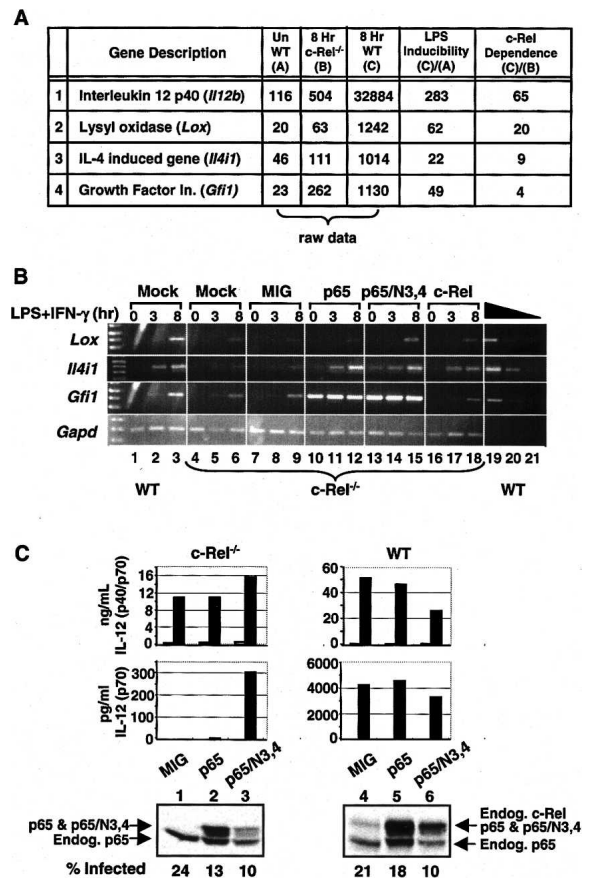 A
Gene Description | Un WT (A) | 8 Hr c-Rel-/- (B) | 8 Hr WT (C) | LPS Inducibility (C)/(A) | c-Rel Dependence (C)/(B)
1 | Interleukin 12 p40 (Il12b) | 116 | 504 | 32884 | 283 | 65
2 | Lysyl oxidase (Lox) | 20 | 63 | 1242 | 62 | 20
3 | IL-4 induced gene (Il4i1) | 46 | 111 | 1014 | 22 | 9
4 | Growth Factor In. (Gfi1) | 23 | 262 | 1130 | 49 | 4
raw data
B
Mock Mock MIG p65 p65/N3,4 c-Rel
LPS+IFN-γ (hr) 0 3 8 0 3 8 0 3 8 0 3 8 0 3 8 0 3 8
Lox
Il4i1
Gfi1
Gapd
1 2 3 4 5 6 7 8 9 10 11 12 13 14 15 16 17 18 19 20 21
WT c-Rel-/- WT
C
c-Rel-/- WT
ng/mL
IL-12 (p40/p70)
16
12
8
4
0
60
40
20
0
pg/ml
IL-12 (p70)
300
200
100
0
6000
4000
2000
0
MIG p65 p65/N3,4 MIG p65 p65/N3,4
1 2 3 4 5 6
p65 & p65/N3,4
Endog. p65
Endog. c-Rel
p65 & p65/N3,4
Endog. p65
% Infected 24 13 10 21 18 10